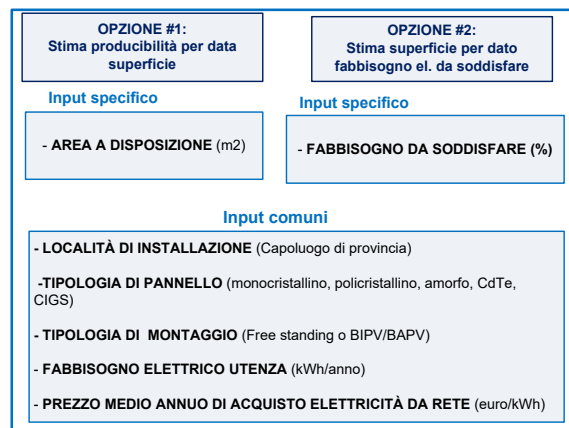 OPZIONE #1:
Stima producibilità per data
superficie
OPZIONE #2:
Stima superficie per dato
fabbisogno el. da soddisfare
Input specifico
Input specifico
- AREA A DISPOSIZIONE (m2)
- FABBISOGNO DA SODDISFARE (%)
Input comuni
- LOCALITÀ DI INSTALLAZIONE (Capoluogo di provincia)
-TIPOLOGIA DI PANNELLO (monocristallino, policristallino, amorfo, CdTe,
CIGS)
- TIPOLOGIA DI MONTAGGIO (Free standing o BIPV/BAPV)
- FABBISOGNO ELETTRICO UTENZA (kWh/anno)
- PREZZO MEDIO ANNUO DI ACQUISTO ELETTRICITÀ DA RETE (euro/kWh)